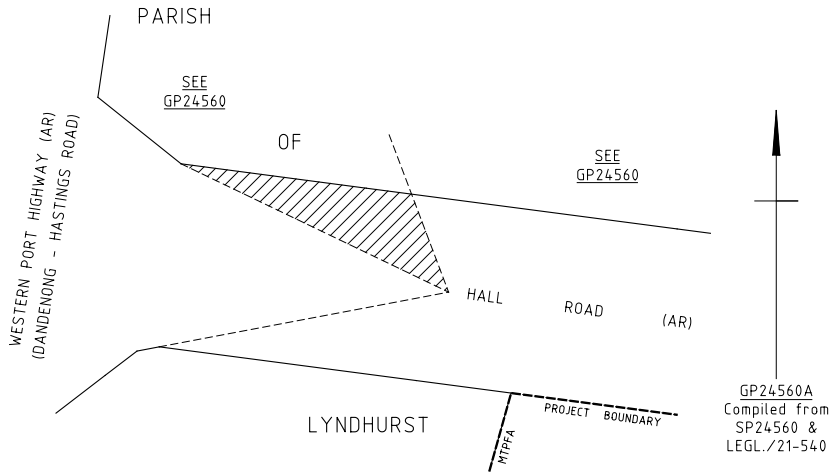 PARISH
SEE
GP24560
OF
SEE
GP24560
WESTERN PORT HIGHWAY (AR)
(DANDENONG - HASTINGS ROAD)
HALL ROAD (AR)
GP24560A
Compiled from
SP24560 &
LEGL./21-540
PROJECT BOUNDARY
LYNDHURST
MTPFA